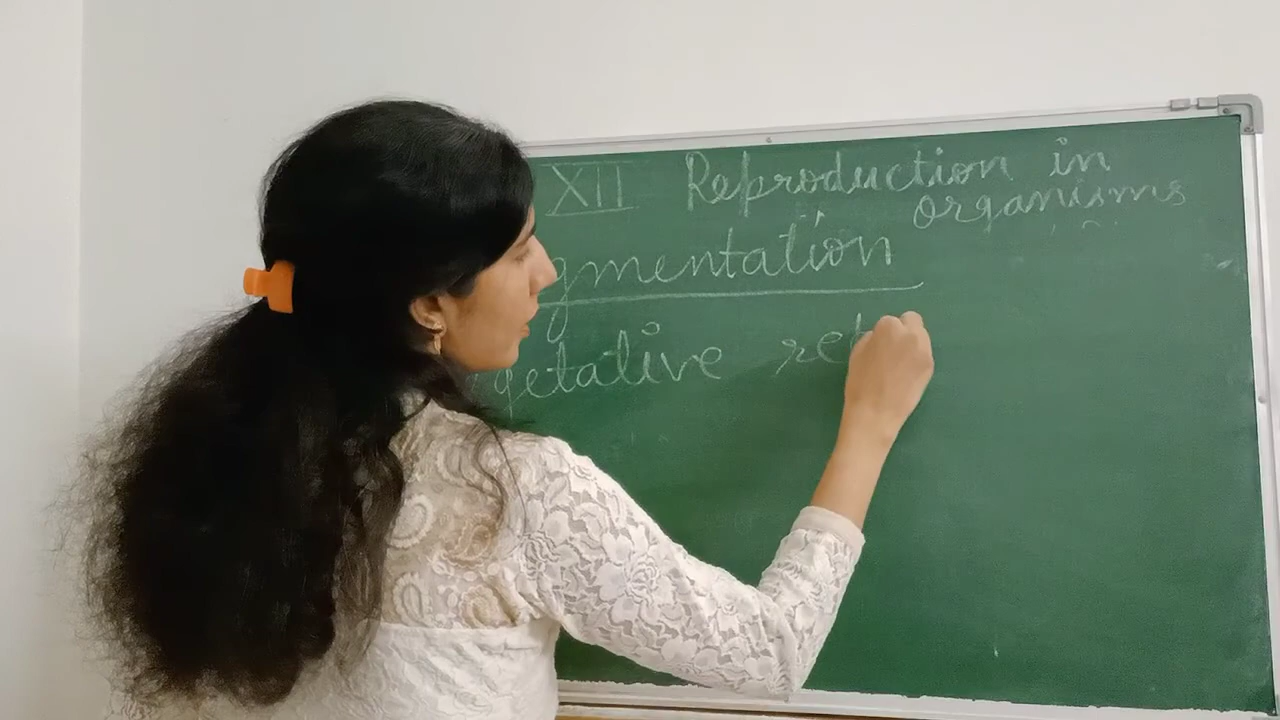 XII Reproduction in
organisms
gmentation
getative